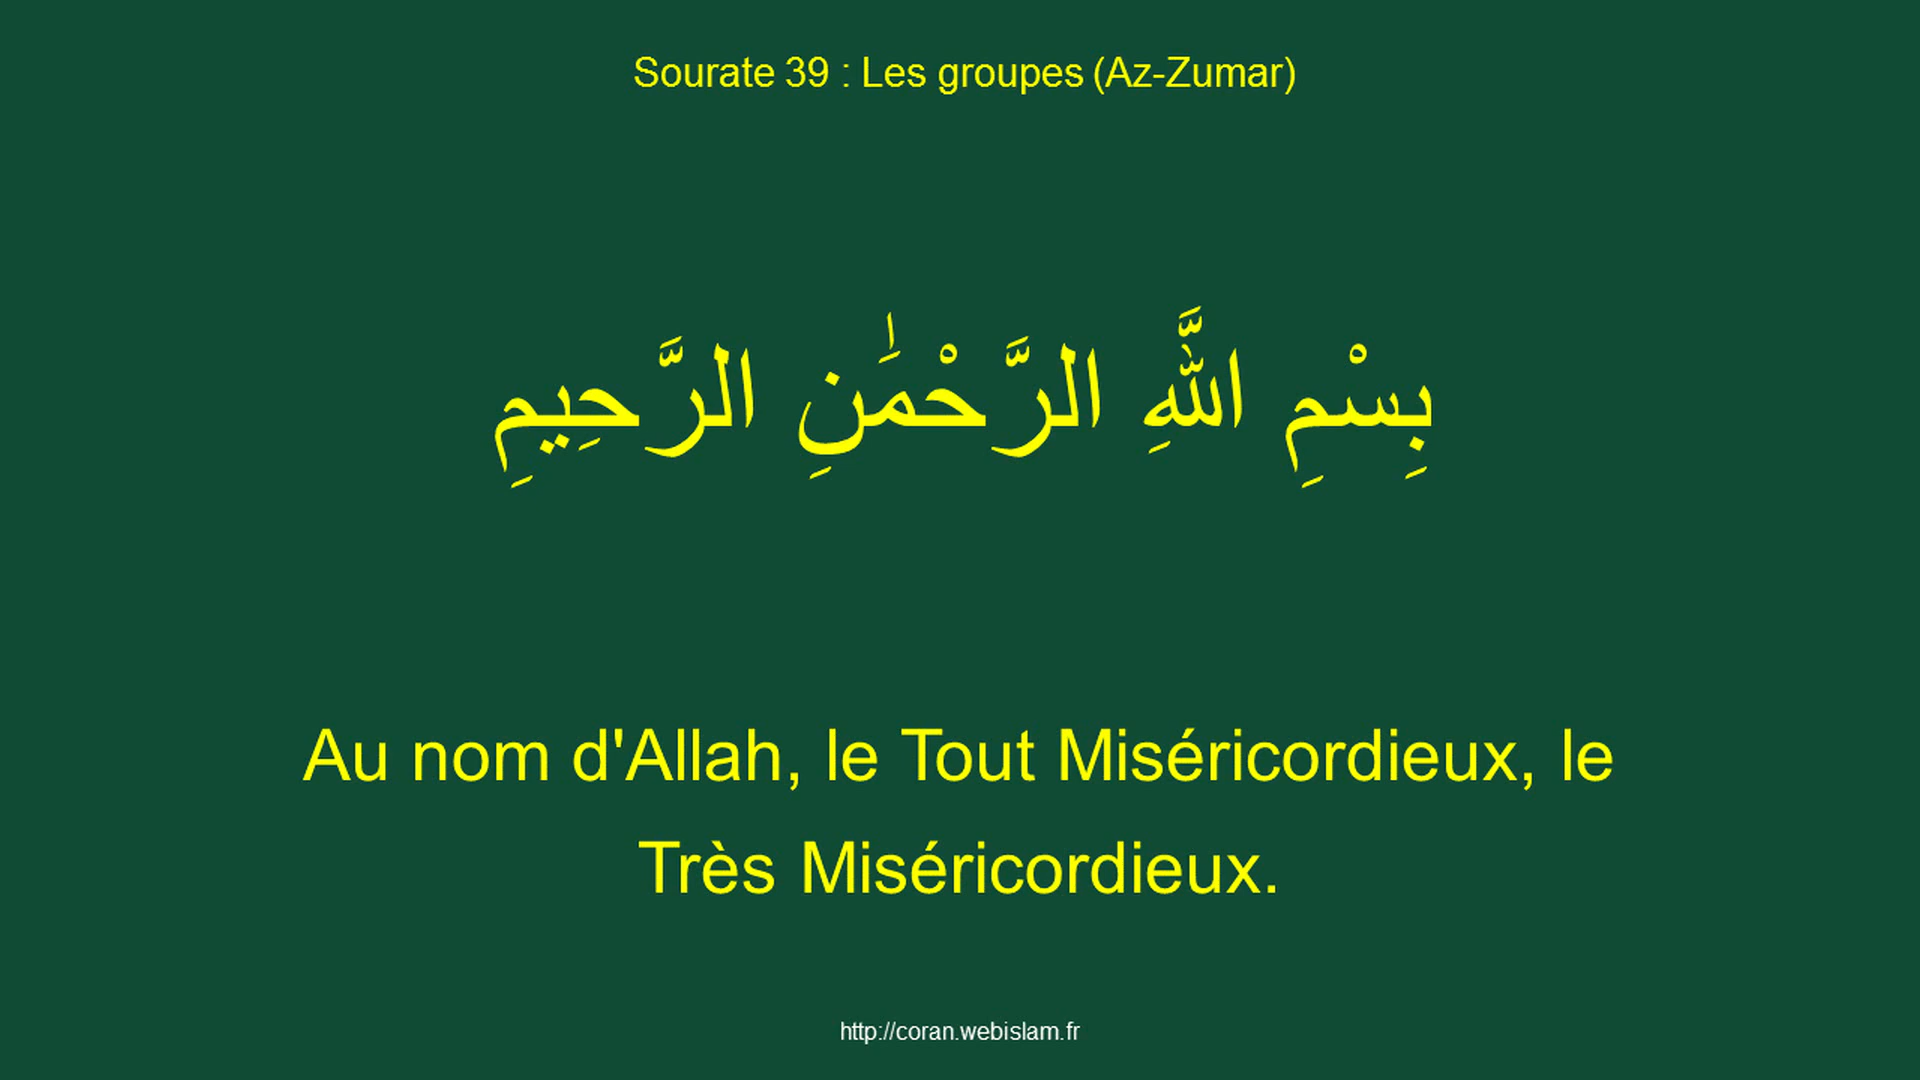 Sourate 39 : Les groupes (Az-Zumar)
بِسْمِ اللَّهِ الرَّحْمَٰنِ الرَّحِيمِ
Au nom d'Allah, le Tout Miséricordieux, le
Très Miséricordieux.
http://coran.webislam.fr